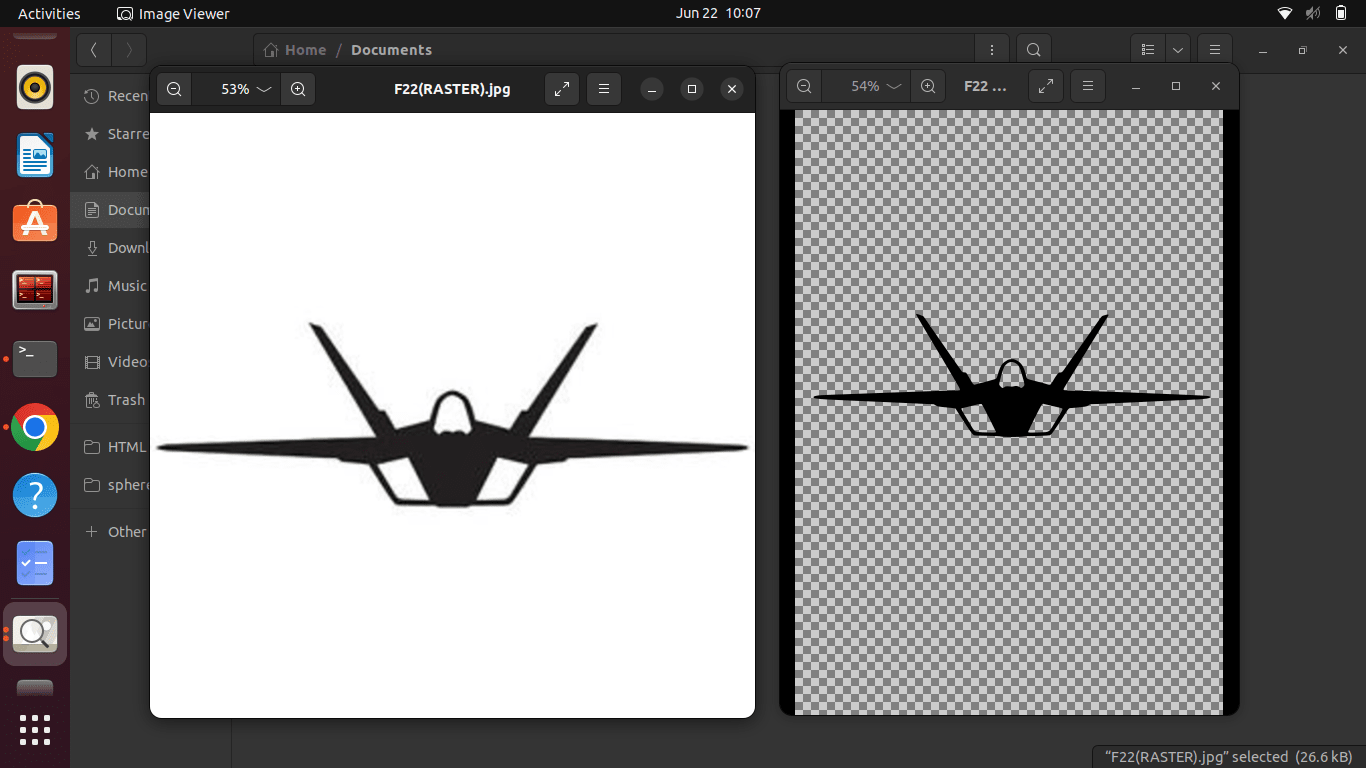 Activities
Image Viewer
Jun 22 10:07
Home / Documents
53%
F22(RASTER).jpg
54%
F22 ...
Recen
Starre
Home
Docum
Downl
Music
Pictur
Video
Trash
HTML
sphere
Other
"F22(RASTER).jpg" selected (26.6 kB)